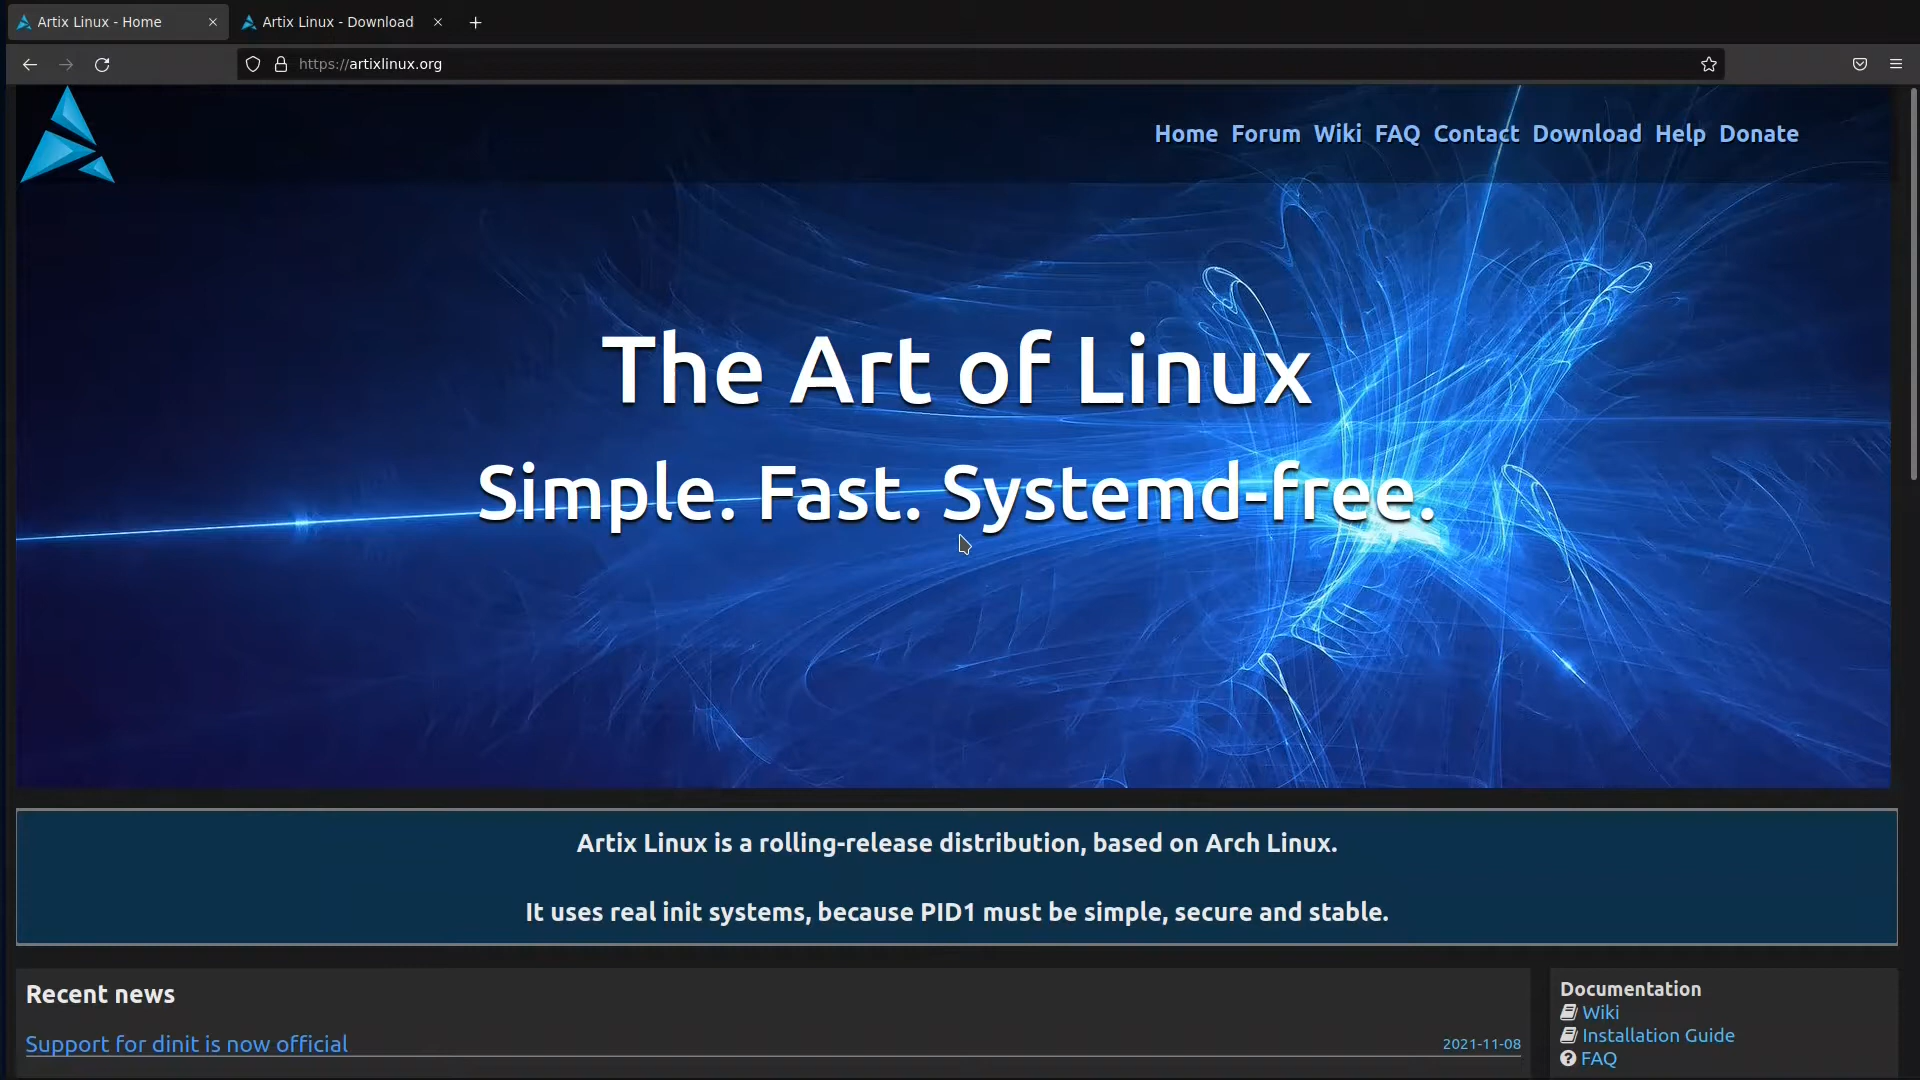 Artix Linux - Home
Artix Linux - Download
https://artixlinux.org
Home Forum Wiki FAQ Contact Download Help Donate
The Art of Linux
Simple. Fast. Systemd-free.
Artix Linux is a rolling-release distribution, based on Arch Linux.
It uses real init systems, because PID1 must be simple, secure and stable.
Recent news
Support for dinit is now official
2021-11-08
Documentation
Wiki
Installation Guide
FAQ